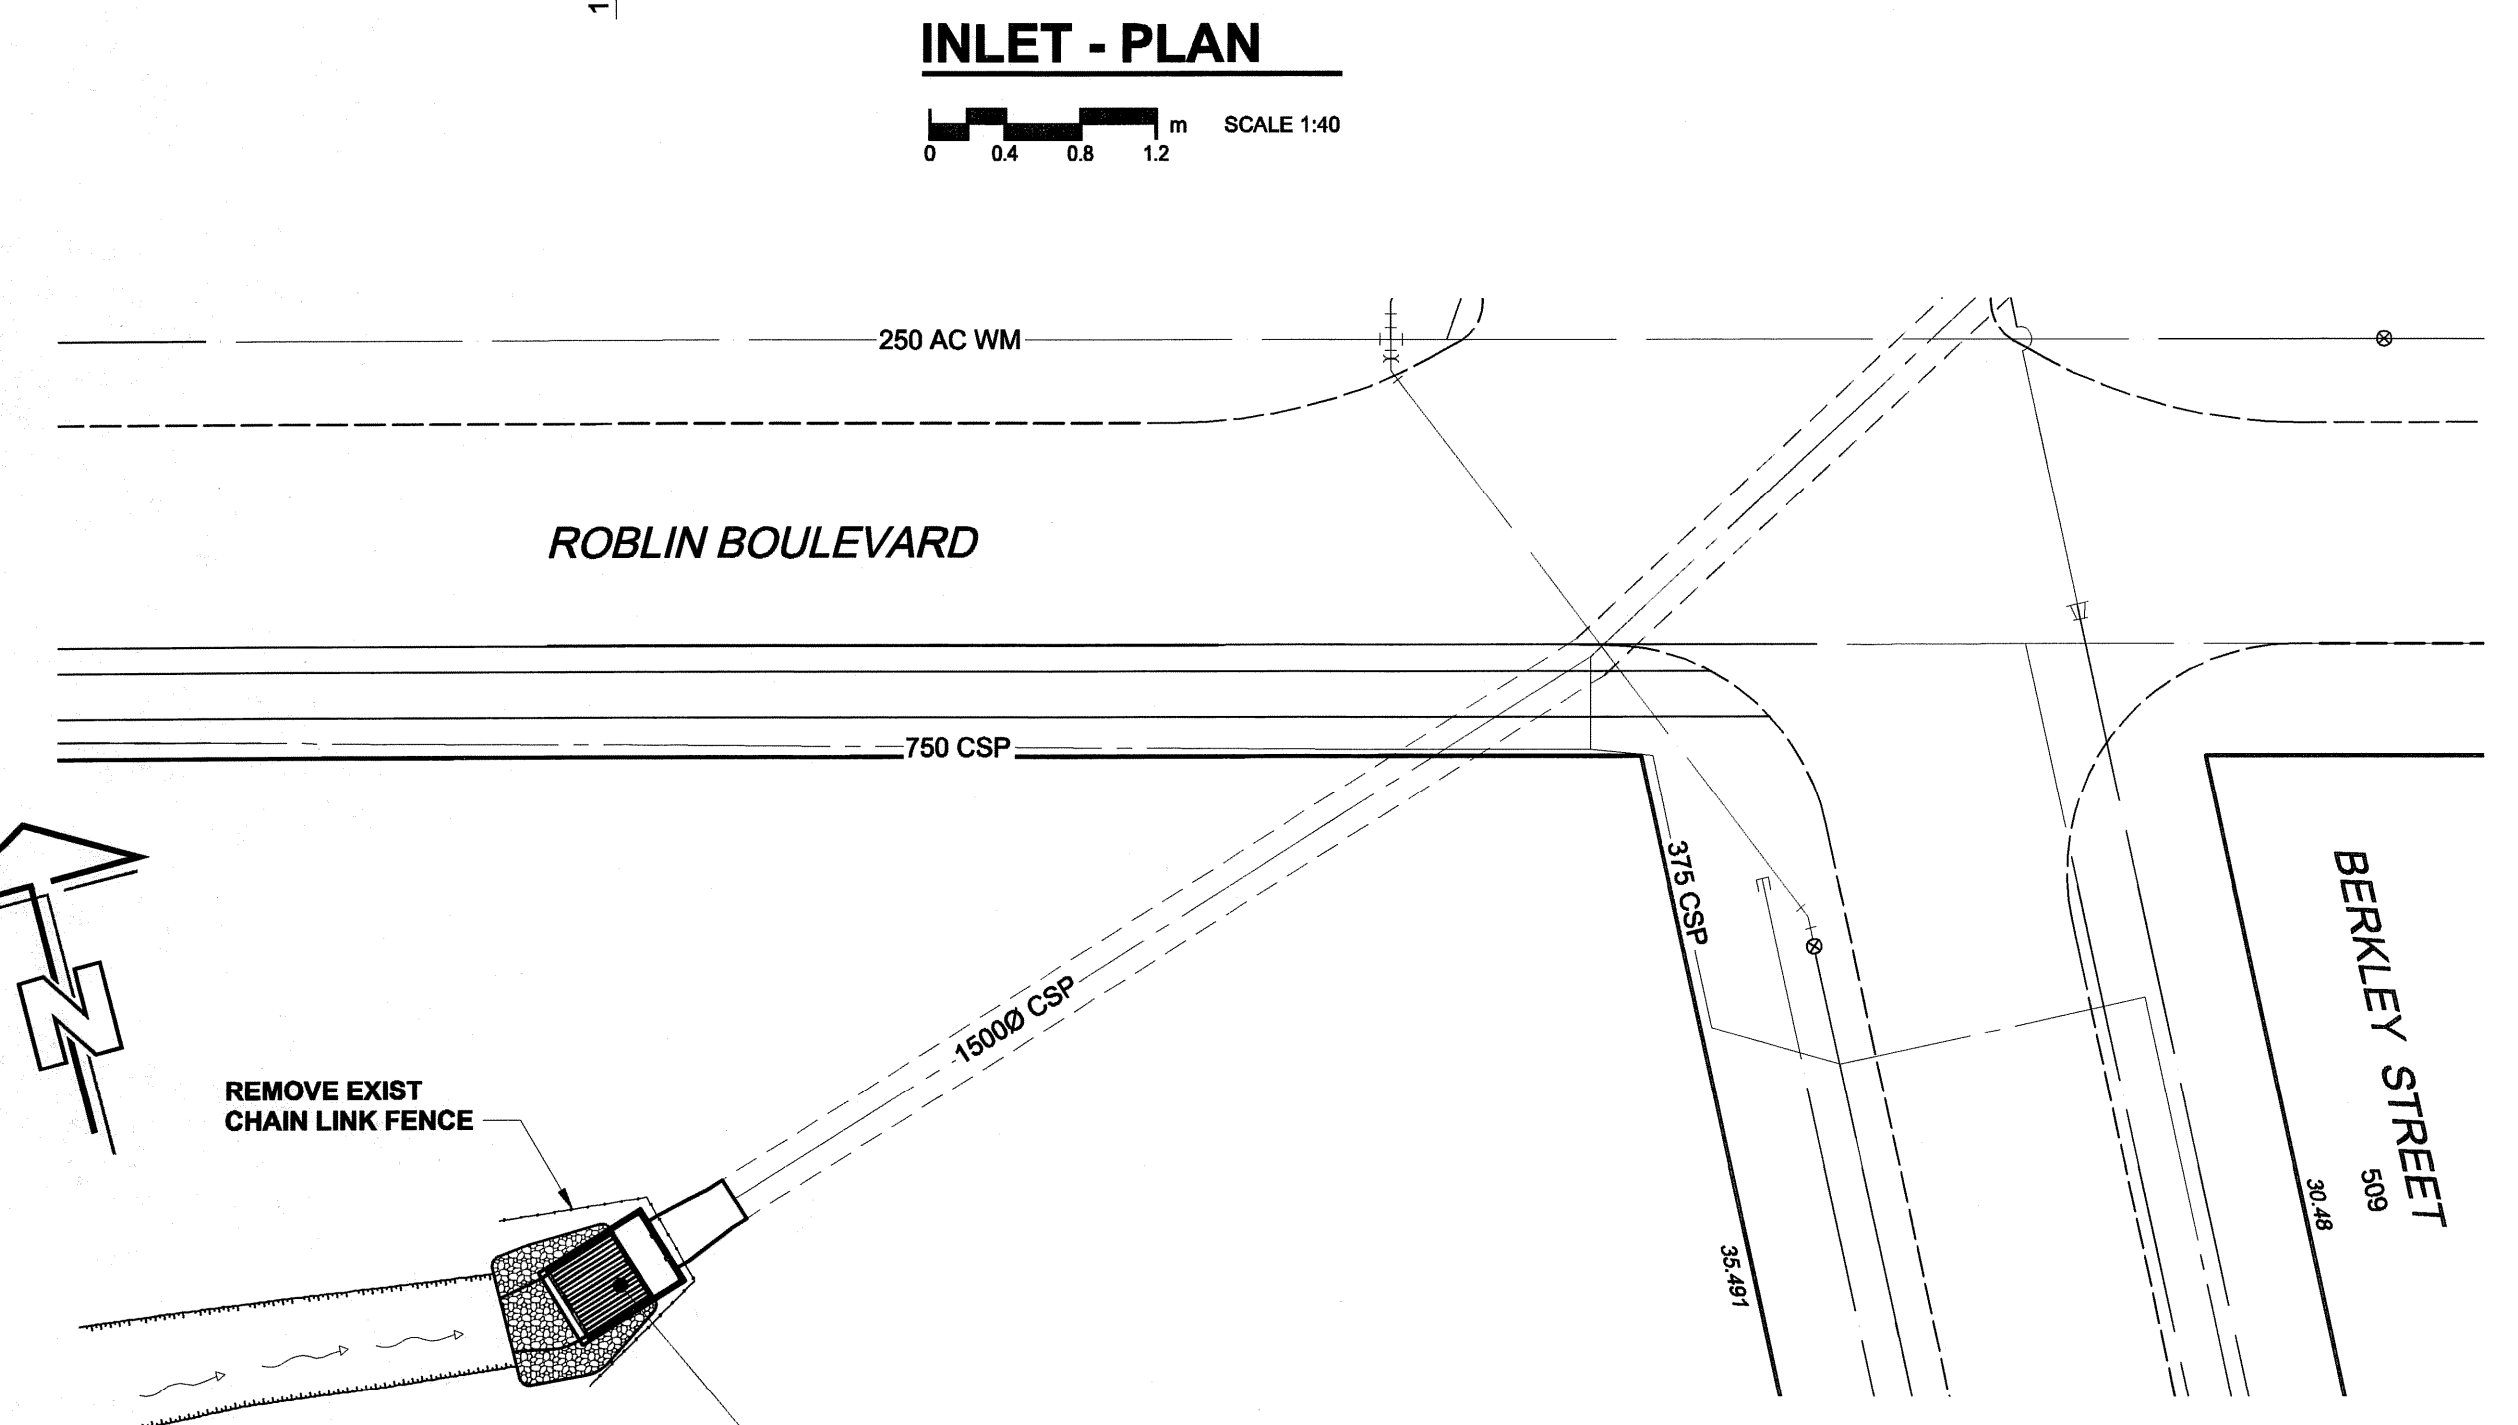 1
INLET - PLAN
m SCALE 1:40
0 0.4 0.8 1.2
250 AC WM
ROBLIN BOULEVARD
750 CSP
375 CSP
BERKLEY STREET
509
30.48
35.491
1500Ø CSP
N
REMOVE EXIST
CHAIN LINK FENCE